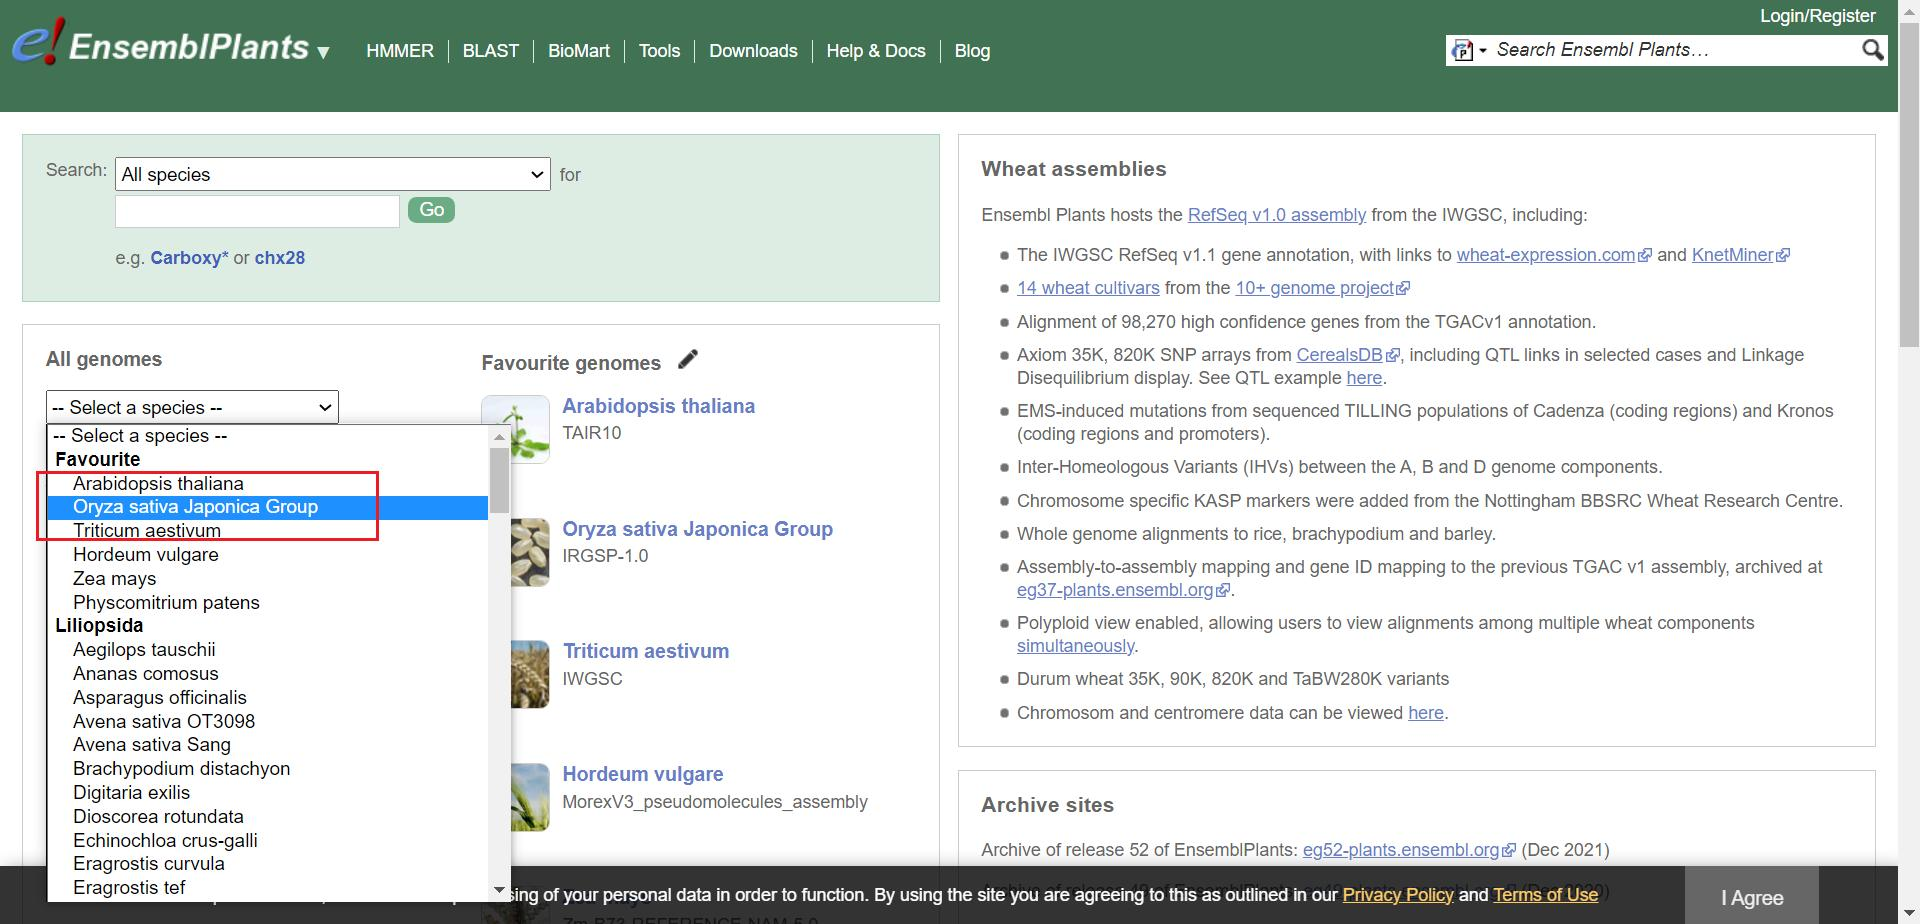 Login/Register
e!EnsemblPlants ▼ HMMER | BLAST | BioMart | Tools | Downloads | Help & Docs | Blog
Search Ensembl Plants…
Search: All species for
Go
e.g. Carboxy* or chx28
All genomes
-- Select a species --
-- Select a species --
Favourite
Arabidopsis thaliana
Oryza sativa Japonica Group
Triticum aestivum
Hordeum vulgare
Zea mays
Physcomitrium patens
Liliopsida
Aegilops tauschii
Ananas comosus
Asparagus officinalis
Avena sativa OT3098
Avena sativa Sang
Brachypodium distachyon
Digitaria exilis
Dioscorea rotundata
Echinochloa crus-galli
Eragrostis curvula
Eragrostis tef
Favourite genomes
Arabidopsis thaliana
TAIR10
Oryza sativa Japonica Group
IRGSP-1.0
Triticum aestivum
IWGSC
Hordeum vulgare
MorexV3_pseudomolecules_assembly
Wheat assemblies
Ensembl Plants hosts the RefSeq v1.0 assembly from the IWGSC, including:
The IWGSC RefSeq v1.1 gene annotation, with links to wheat-expression.com and KnetMiner
14 wheat cultivars from the 10+ genome project
Alignment of 98,270 high confidence genes from the TGACv1 annotation.
Axiom 35K, 820K SNP arrays from CerealsDB, including QTL links in selected cases and Linkage
Disequilibrium display. See QTL example here.
EMS-induced mutations from sequenced TILLING populations of Cadenza (coding regions) and Kronos
(coding regions and promoters).
Inter-Homeologous Variants (IHVs) between the A, B and D genome components.
Chromosome specific KASP markers were added from the Nottingham BBSRC Wheat Research Centre.
Whole genome alignments to rice, brachypodium and barley.
Assembly-to-assembly mapping and gene ID mapping to the previous TGAC v1 assembly, archived at
eg37-plants.ensembl.org.
Polyploid view enabled, allowing users to view alignments among multiple wheat components
simultaneously.
Durum wheat 35K, 90K, 820K and TaBW280K variants
Chromosom and centromere data can be viewed here.
Archive sites
Archive of release 52 of EnsemblPlants: eg52-plants.ensembl.org (Dec 2021)
of your personal data in order to function. By using the site you are agreeing to this as outlined in our Privacy Policy and Terms of Use
I Agree